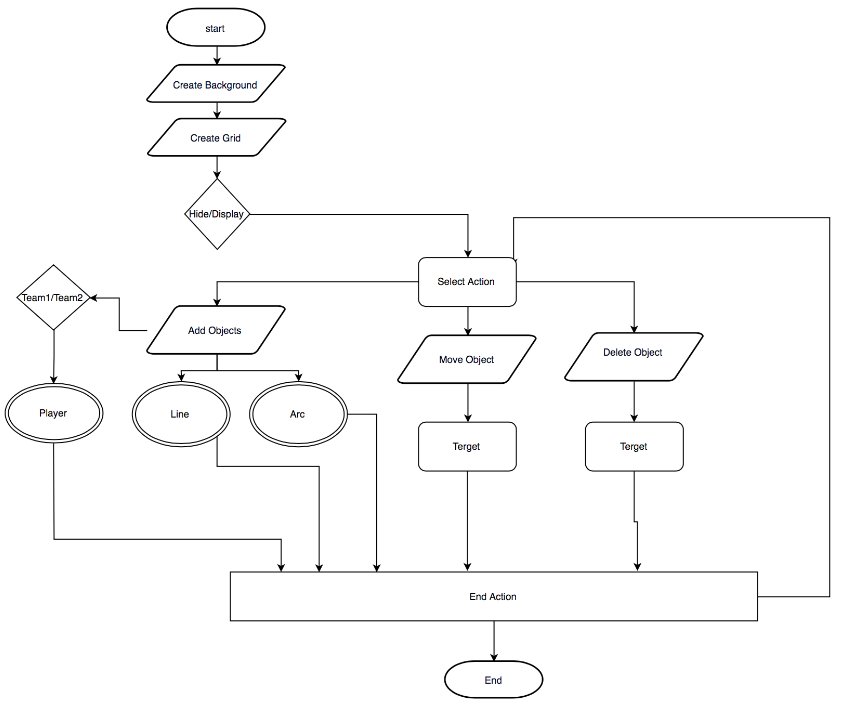 start
Create Background
Create Grid
Hide/Display
Select Action
Team1/Team2
Add Objects
Move Object
Delete Object
Player
Line
Arc
Terget
Terget
End Action
End